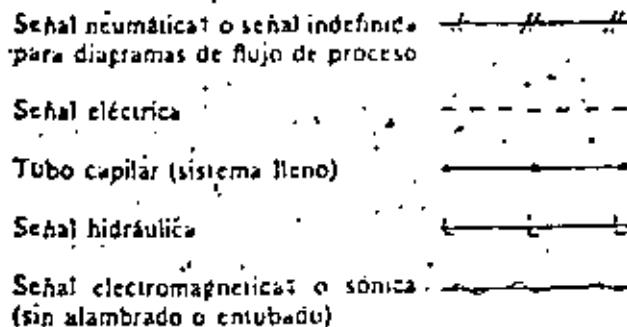 Señal neumática‡ o señal indefinida
para diagramas de flujo de proceso
Señal eléctrica
Tubo capilar (sistema lleno)
Señal hidráulica
Señal electromagnética‡ o sónica
(sin alambrado o entubado)